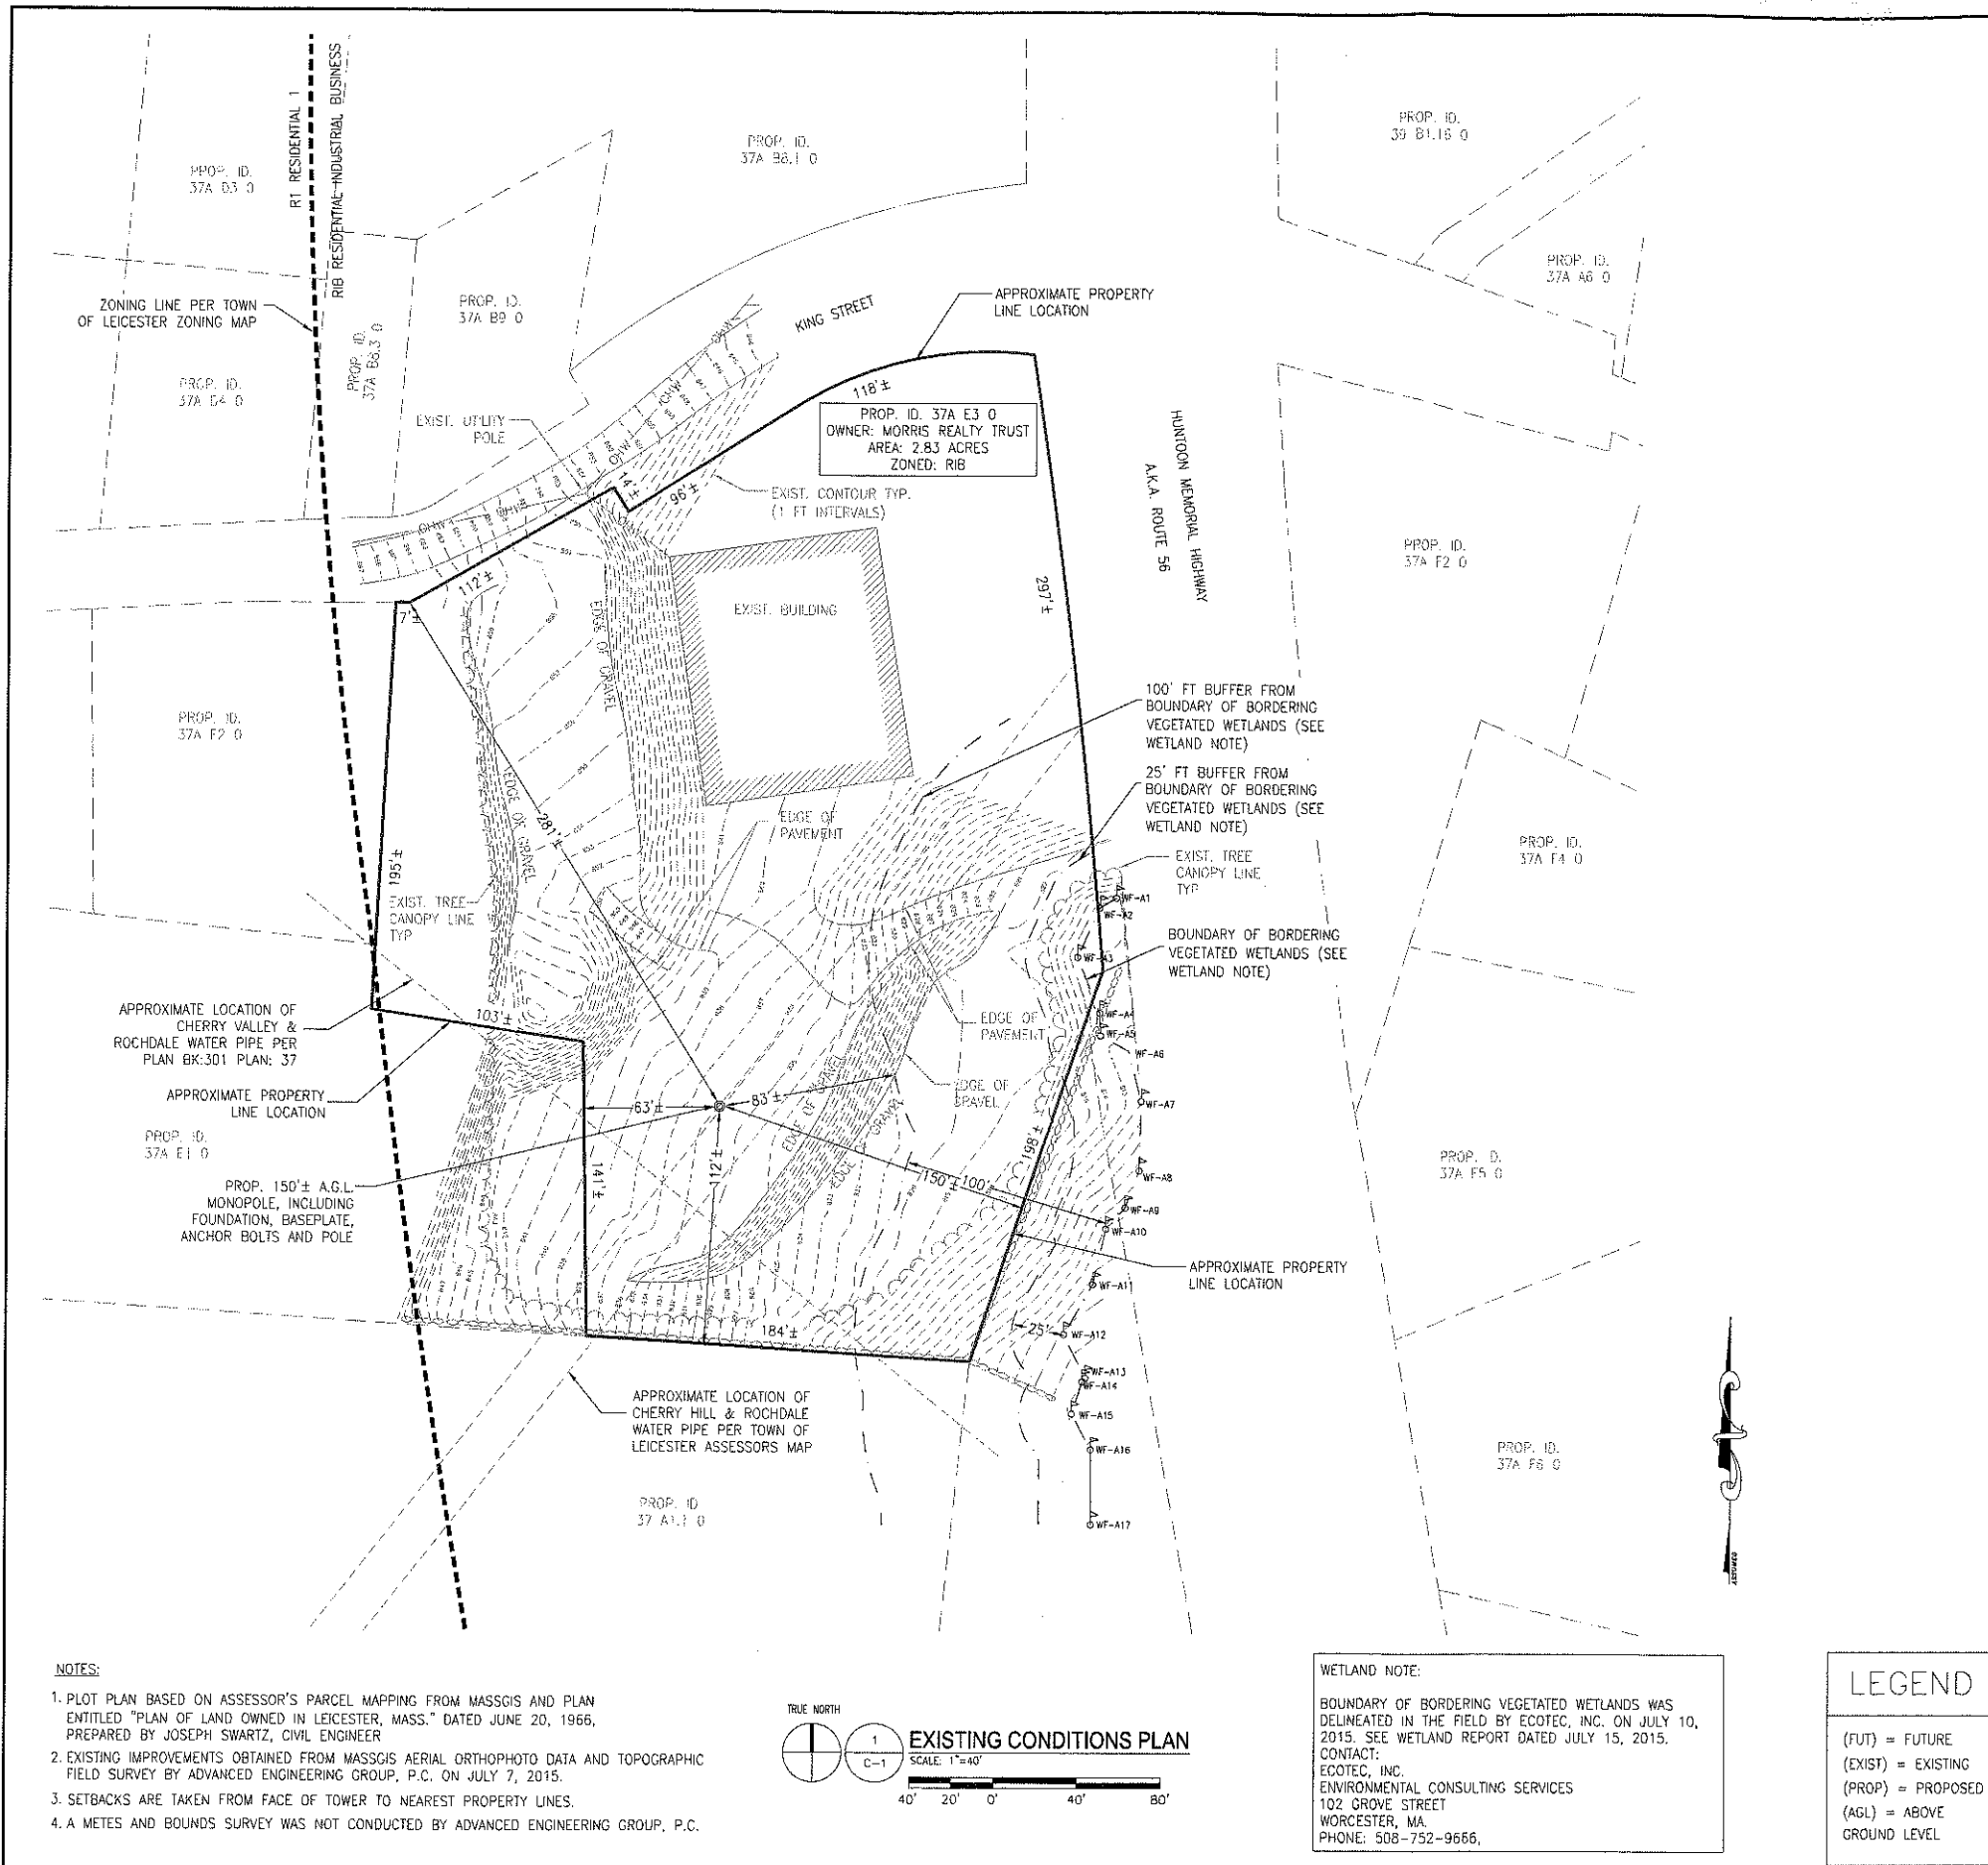 R1 RESIDENTIAL 1
RIB RESIDENTIAL-INDUSTRIAL BUSINESS
PROP. ID.
37A D3 0
PROP. ID.
37A B8.1 0
PROP. ID.
39 B1.16 0
PROP. ID.
37A A6 0
ZONING LINE PER TOWN
OF LEICESTER ZONING MAP
PROP. ID.
37A B9 0
PROP. ID.
37A B8.3 0
PROP. ID.
37A D4 0
KING STREET
APPROXIMATE PROPERTY
LINE LOCATION
EXIST. UTILITY
POLE
OHW
OHW
OHW
OHW
118'±
PROP. ID. 37A E3 0
OWNER: MORRIS REALTY TRUST
AREA: 2.83 ACRES
ZONED: RIB
HUNTOON MEMORIAL HIGHWAY
A.K.A. ROUTE 56
14'±
96'±
EXIST. CONTOUR TYP.
(1 FT INTERVALS)
PROP. ID.
37A F2 0
112'±
7'±
EDGE OF GRAVEL
EXIST. BUILDING
297'±
PROP. ID.
37A F2 0
100' FT BUFFER FROM
BOUNDARY OF BORDERING
VEGETATED WETLANDS (SEE
WETLAND NOTE)
25' FT BUFFER FROM
BOUNDARY OF BORDERING
VEGETATED WETLANDS (SEE
WETLAND NOTE)
EDGE OF GRAVEL
281'±
EDGE OF
PAVEMENT
PROP. ID.
37A F4 0
195'±
EXIST. TREE
CANOPY LINE
TYP
EXIST. TREE
CANOPY LINE
TYP
WF-A1
WF-A2
BOUNDARY OF BORDERING
VEGETATED WETLANDS (SEE
WETLAND NOTE)
WF-A3
APPROXIMATE LOCATION OF
CHERRY VALLEY &
ROCHDALE WATER PIPE PER
PLAN BK:301 PLAN: 37
103'±
EDGE OF
PAVEMENT
WF-A4
WF-A5
WF-A6
APPROXIMATE PROPERTY
LINE LOCATION
EDGE OF
GRAVEL
63'±
83'±
EDGE OF GRAVEL
EDGE OF GRAVEL
WF-A7
PROP. ID.
37A E1 0
198'±
PROP. D.
37A F5 0
PROP. 150'± A.G.L.
MONOPOLE, INCLUDING
FOUNDATION, BASEPLATE,
ANCHOR BOLTS AND POLE
141'±
112'±
150'±
100'
WF-A8
WF-A9
WF-A10
APPROXIMATE PROPERTY
LINE LOCATION
WF-A11
184'±
25'
WF-A12
WF-A13
WF-A14
WF-A15
WF-A16
WF-A17
APPROXIMATE LOCATION OF
CHERRY HILL & ROCHDALE
WATER PIPE PER TOWN OF
LEICESTER ASSESSORS MAP
PROP. ID
37 A1.1 0
PROP. ID.
37A F6 0
NOTES:
1. PLOT PLAN BASED ON ASSESSOR'S PARCEL MAPPING FROM MASSGIS AND PLAN
ENTITLED "PLAN OF LAND OWNED IN LEICESTER, MASS." DATED JUNE 20, 1966,
PREPARED BY JOSEPH SWARTZ, CIVIL ENGINEER
2. EXISTING IMPROVEMENTS OBTAINED FROM MASSGIS AERIAL ORTHOPHOTO DATA AND TOPOGRAPHIC
FIELD SURVEY BY ADVANCED ENGINEERING GROUP, P.C. ON JULY 7, 2015.
3. SETBACKS ARE TAKEN FROM FACE OF TOWER TO NEAREST PROPERTY LINES.
4. A METES AND BOUNDS SURVEY WAS NOT CONDUCTED BY ADVANCED ENGINEERING GROUP, P.C.
TRUE NORTH
1
C-1
EXISTING CONDITIONS PLAN
SCALE: 1"=40'
40' 20' 0' 40' 80'
WETLAND NOTE:
BOUNDARY OF BORDERING VEGETATED WETLANDS WAS
DELINEATED IN THE FIELD BY ECOTEC, INC. ON JULY 10,
2015. SEE WETLAND REPORT DATED JULY 15, 2015.
CONTACT:
ECOTEC, INC.
ENVIRONMENTAL CONSULTING SERVICES
102 GROVE STREET
WORCESTER, MA.
PHONE: 508-752-9666,
LEGEND
(FUT) = FUTURE
(EXIST) = EXISTING
(PROP) = PROPOSED
(AGL) = ABOVE
GROUND LEVEL